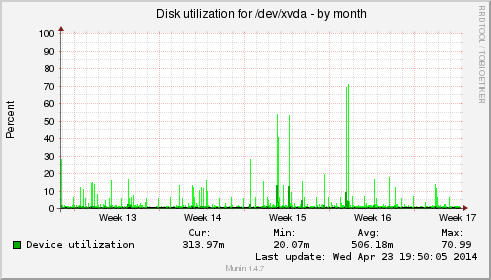 Disk utilization for /dev/xvda - by month
RRDTOOL / TOBI OETIKER
Percent
100
90
80
70
60
50
40
30
20
10
0
Week 13 Week 14 Week 15 Week 16 Week 17
Cur: Min: Avg: Max:
Device utilization 313.97m 20.07m 506.18m 70.99
Last update: Wed Apr 23 19:50:05 2014
Munin 1.4.7